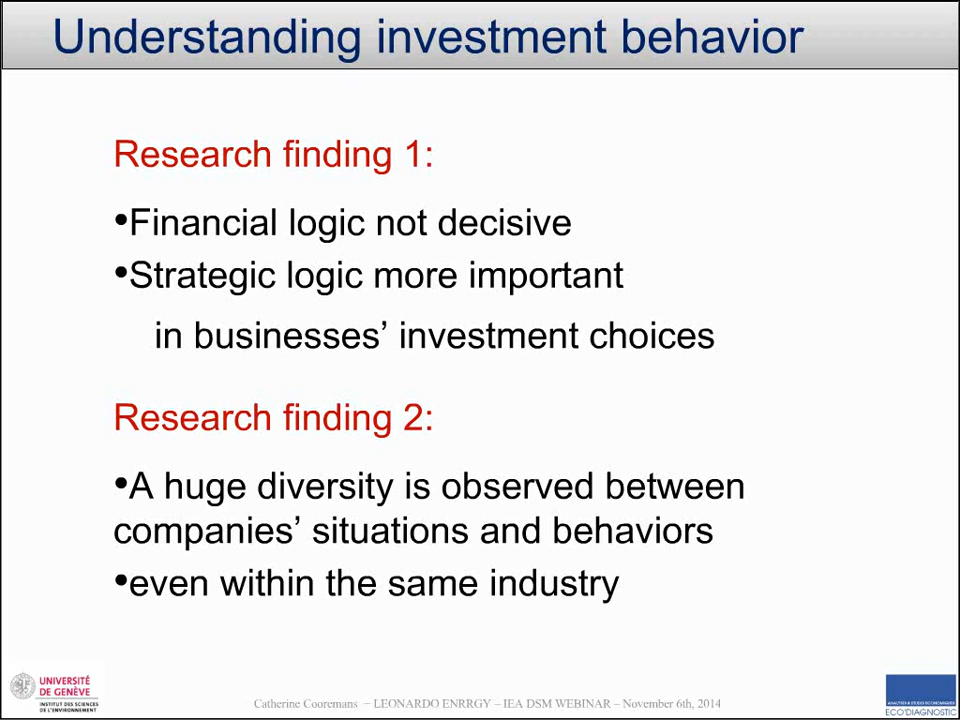 Understanding investment behavior
Research finding 1:
•Financial logic not decisive
•Strategic logic more important
in businesses’ investment choices
Research finding 2:
•A huge diversity is observed between
companies’ situations and behaviors
•even within the same industry
UNIVERSITÉ
DE GENÈVE
INSTITUT DES SCIENCES
DE L'ENVIRONNEMENT
Catherine Cooremans – LEONARDO ENRRGY – IEA DSM WEBINAR – November 6th, 2014
ECO'DIAGNOSTIC